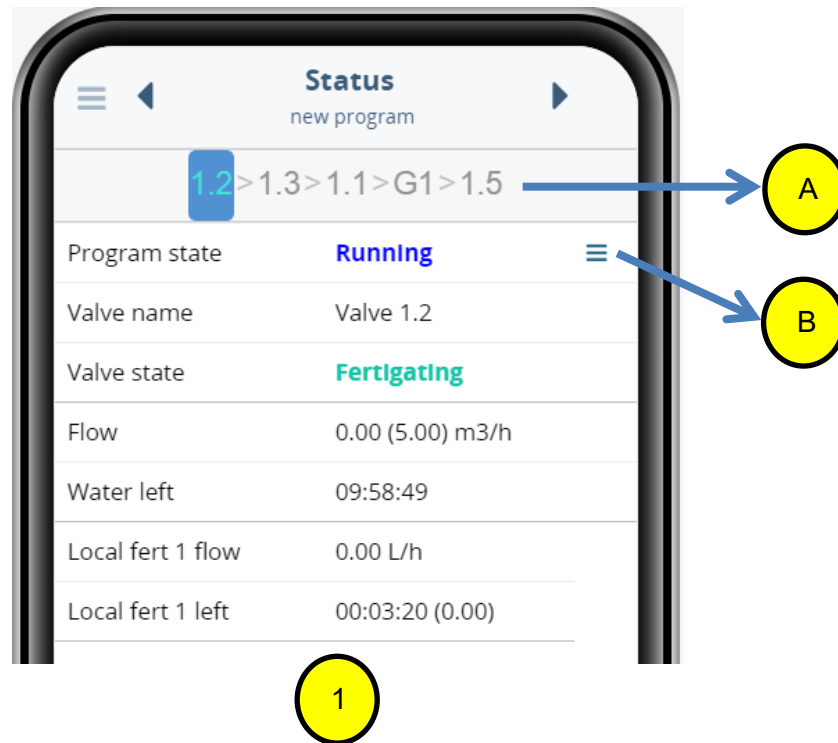 Status
new program
1.2>1.3>1.1>G1>1.5
A
Program state Running
B
Valve name Valve 1.2
Valve state Fertigating
Flow 0.00 (5.00) m3/h
Water left 09:58:49
Local fert 1 flow 0.00 L/h
Local fert 1 left 00:03:20 (0.00)
1